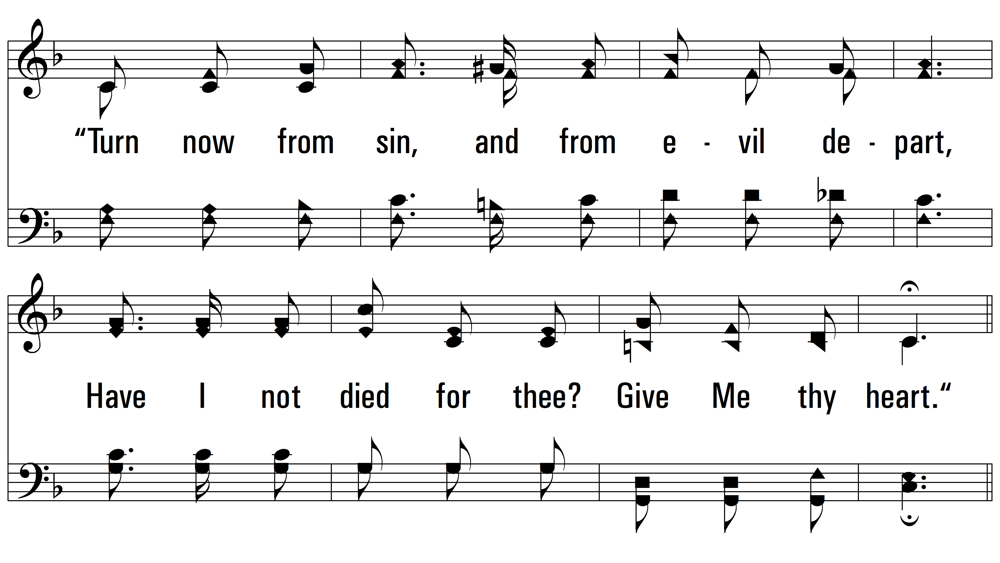 “Turn now from sin, and from e - vil de - part,
Have I not died for thee? Give Me thy heart.“